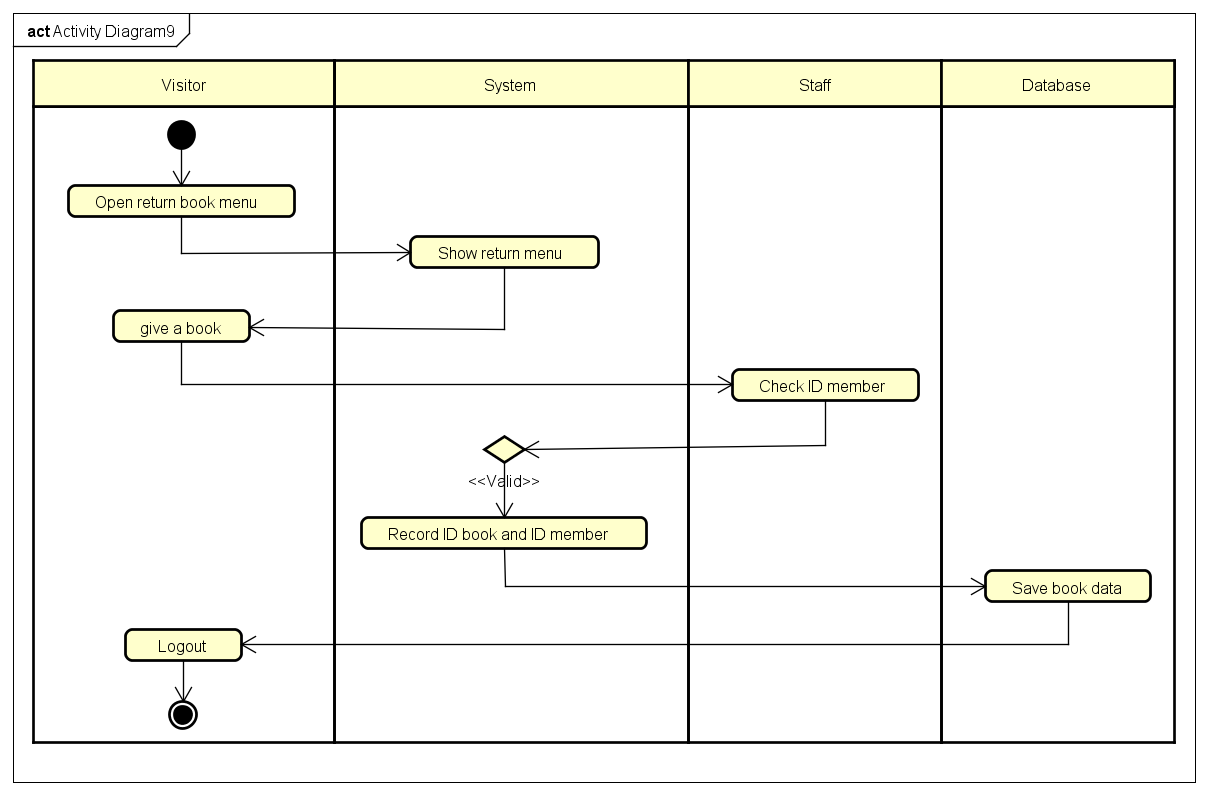 act Activity Diagram9
Visitor System Staff Database
Open return book menu
Show return menu
give a book
Check ID member
<<Valid>>
Record ID book and ID member
Save book data
Logout